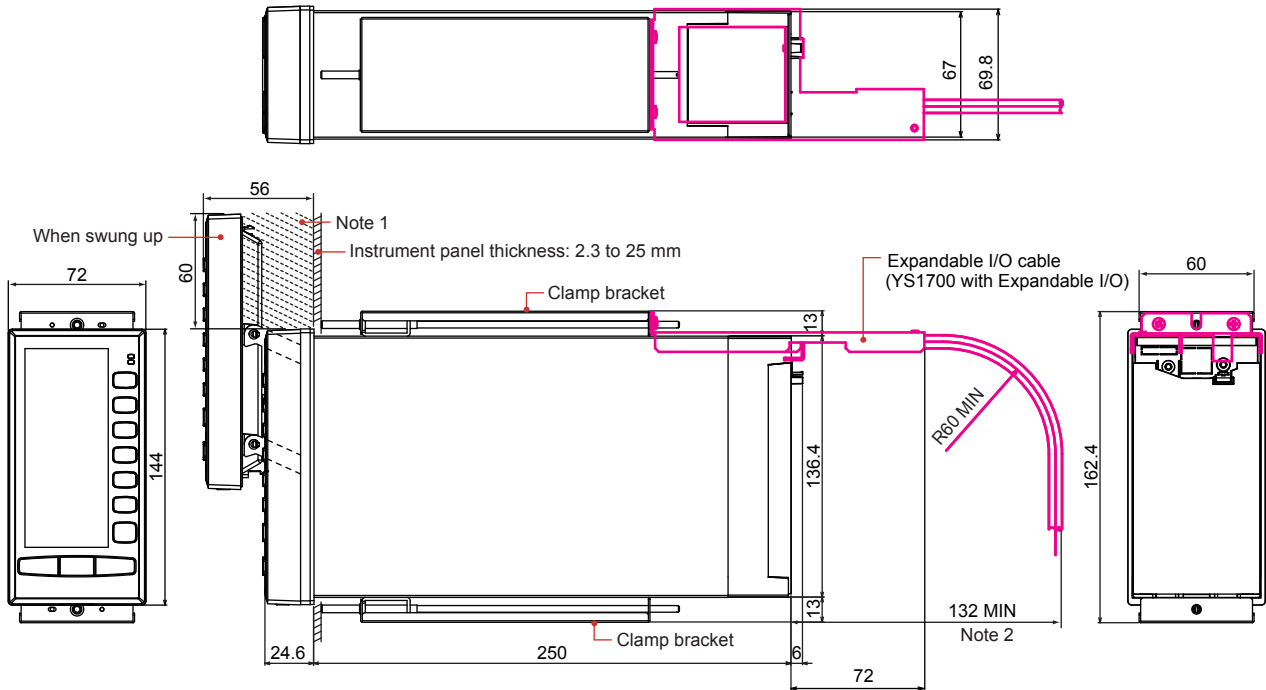 67
69.8
56
When swung up
Note 1
Instrument panel thickness: 2.3 to 25 mm
60
72
144
Clamp bracket
13
Expandable I/O cable
(YS1700 with Expandable I/O)
60
R60 MIN
136.4
162.4
13
Clamp bracket
132 MIN
Note 2
24.6
250
6
72